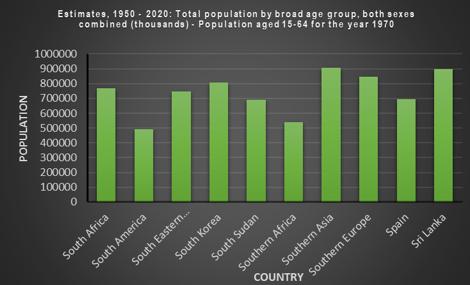 Estimates, 1950 - 2020: Total population by broad age group, both sexes
combined (thousands) - Population aged 15-64 for the year 1970
1000000
900000
800000
700000
600000
500000
400000
300000
200000
100000
0
POPULATION
South Africa
South America
South Eastern...
South Korea
South Sudan
Southern Africa
Southern Asia
Southern Europe
Spain
Sri Lanka
COUNTRY